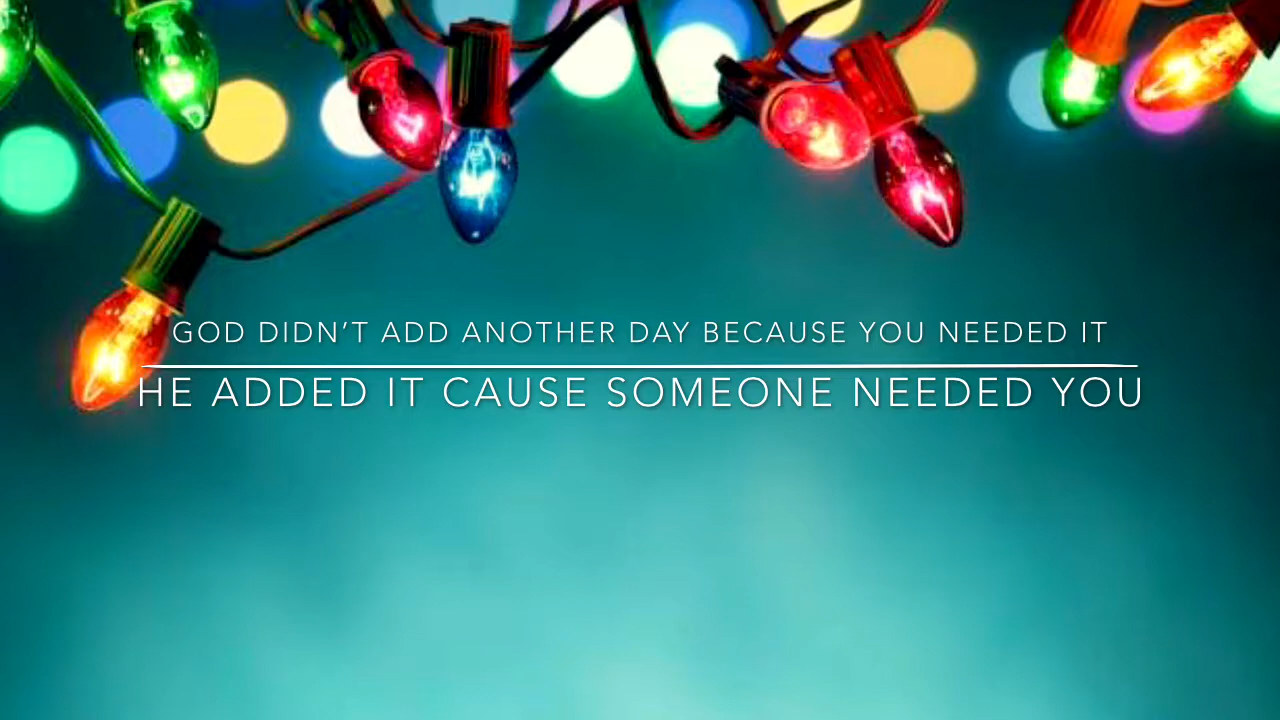 GOD DIDN’T ADD ANOTHER DAY BECAUSE YOU NEEDED IT
HE ADDED IT CAUSE SOMEONE NEEDED YOU